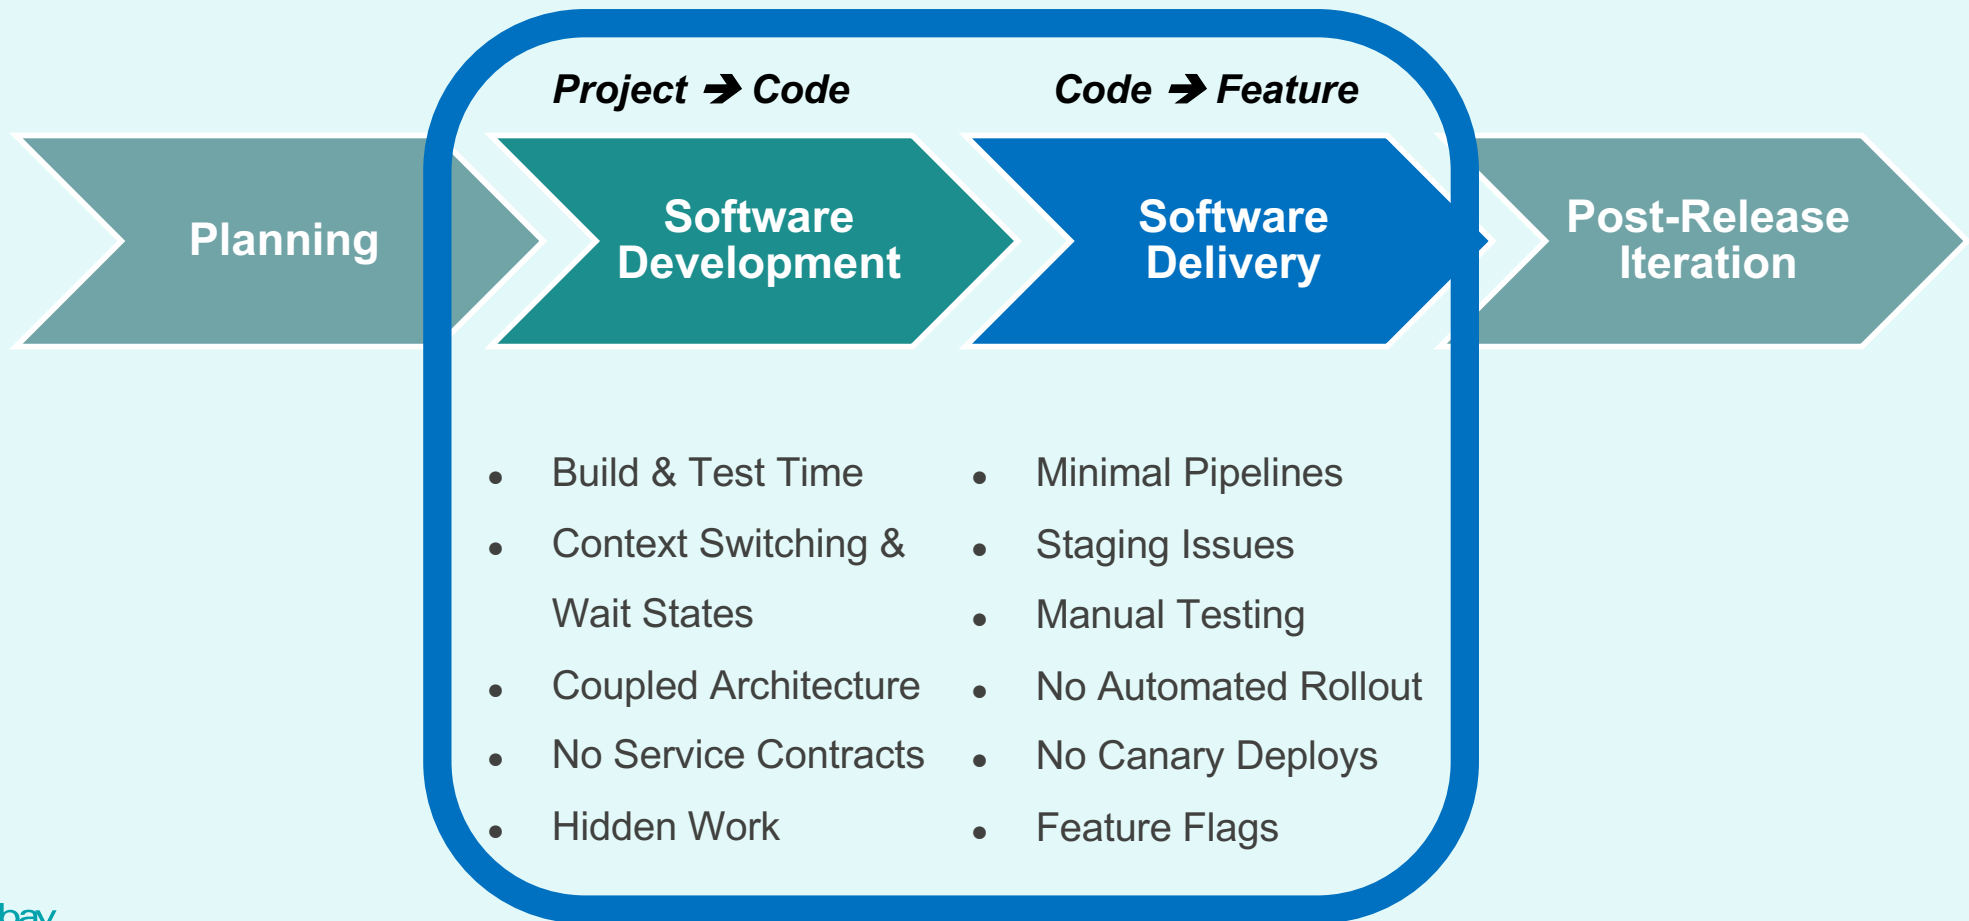 Project ➔ Code
Code ➔ Feature
Planning
Software
Development
Software
Delivery
Post-Release
Iteration
• Build & Test Time
• Context Switching &
Wait States
• Coupled Architecture
• No Service Contracts
• Hidden Work
• Minimal Pipelines
• Staging Issues
• Manual Testing
• No Automated Rollout
• No Canary Deploys
• Feature Flags